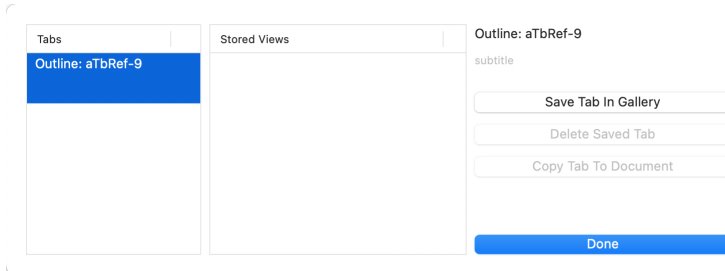 Tabs
Outline: aTbRef-9
Stored Views
Outline: aTbRef-9
subtitle
Save Tab In Gallery
Delete Saved Tab
Copy Tab To Document
Done